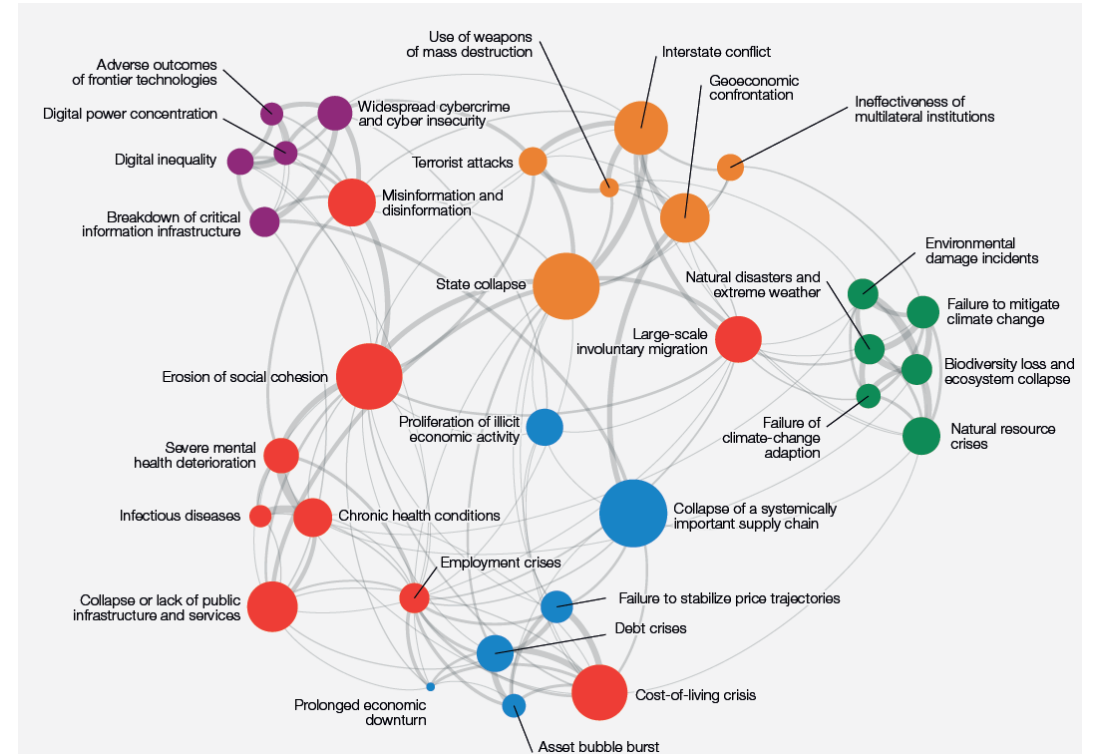 Use of weapons
of mass destruction
Interstate conflict
Adverse outcomes
of frontier technologies
Geoeconomic
confrontation
Digital power concentration
Widespread cybercrime
and cyber insecurity
Ineffectiveness of
multilateral institutions
Digital inequality
Terrorist attacks
Misinformation and
disinformation
Breakdown of critical
information infrastructure
Environmental
damage incidents
State collapse
Natural disasters and
extreme weather
Failure to mitigate
climate change
Large-scale
involuntary migration
Erosion of social cohesion
Biodiversity loss and
ecosystem collapse
Proliferation of illicit
economic activity
Failure of
climate-change
adaption
Natural resource
crises
Severe mental
health deterioration
Infectious diseases
Chronic health conditions
Collapse of a systemically
important supply chain
Employment crises
Collapse or lack of public
infrastructure and services
Failure to stabilize price trajectories
Debt crises
Prolonged economic
downturn
Cost-of-living crisis
Asset bubble burst